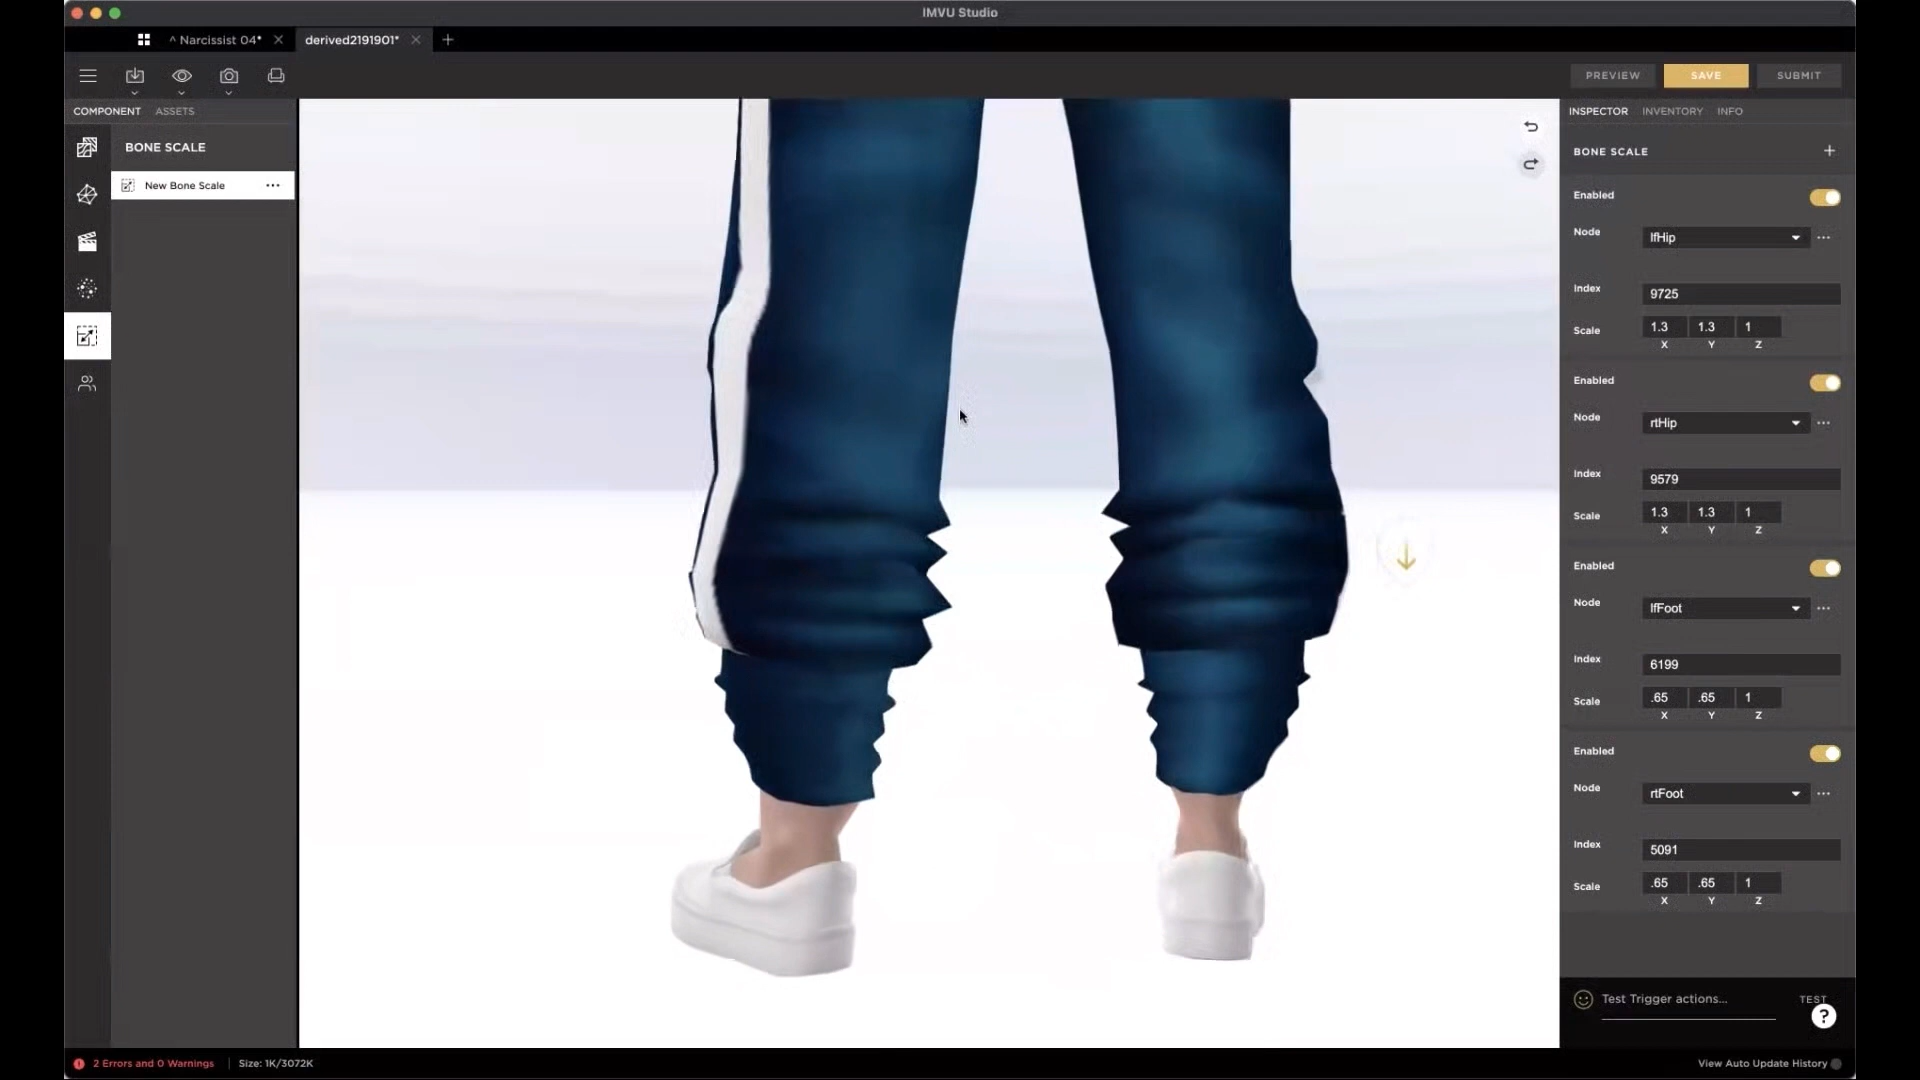 IMVU Studio
^ Narcissist 04*
derived2191901*
PREVIEW
SAVE
SUBMIT
COMPONENT
ASSETS
BONE SCALE
New Bone Scale
INSPECTOR
INVENTORY
INFO
BONE SCALE
Enabled
Node
lfHip
Index
9725
Scale
1.3
1.3
1
X
Y
Z
Enabled
Node
rtHip
Index
9579
Scale
1.3
1.3
1
X
Y
Z
Enabled
Node
lfFoot
Index
6199
Scale
.65
.65
1
X
Y
Z
Enabled
Node
rtFoot
Index
5091
Scale
.65
.65
1
X
Y
Z
Test Trigger actions...
TEST
?
2 Errors and 0 Warnings
Size: 1K/3072K
View Auto Update History